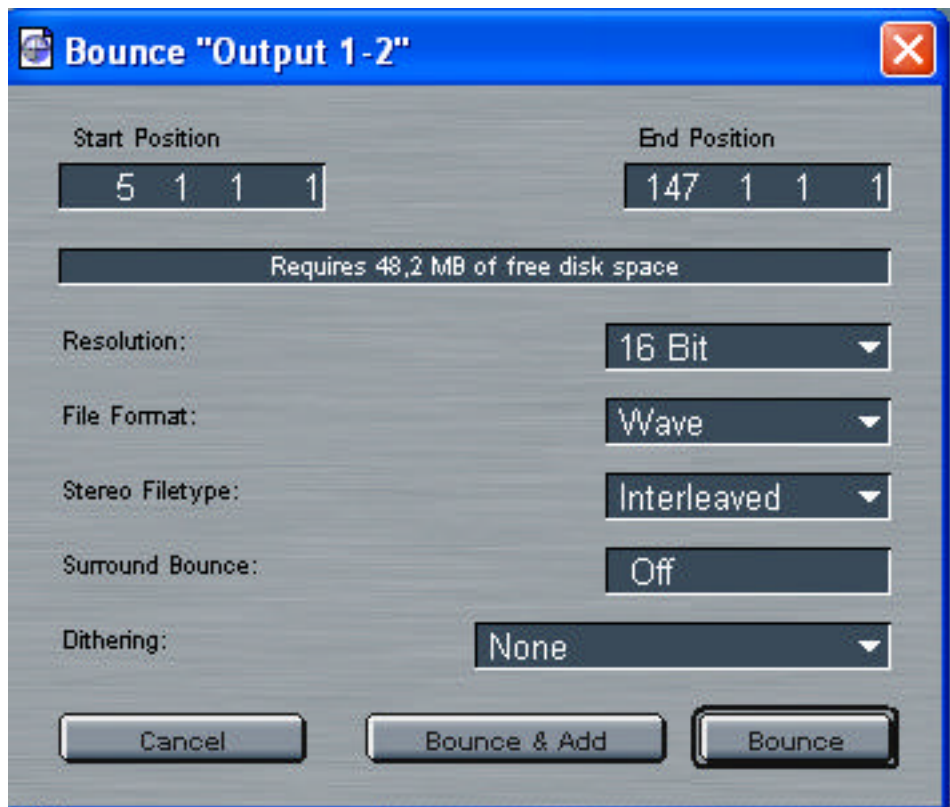 Bounce "Output 1-2"
Start Position End Position
5 1 1 1 147 1 1 1
Requires 48,2 MB of free disk space
Resolution: 16 Bit
File Format: Wave
Stereo Filetype: Interleaved
Surround Bounce: Off
Dithering: None
Cancel Bounce & Add Bounce